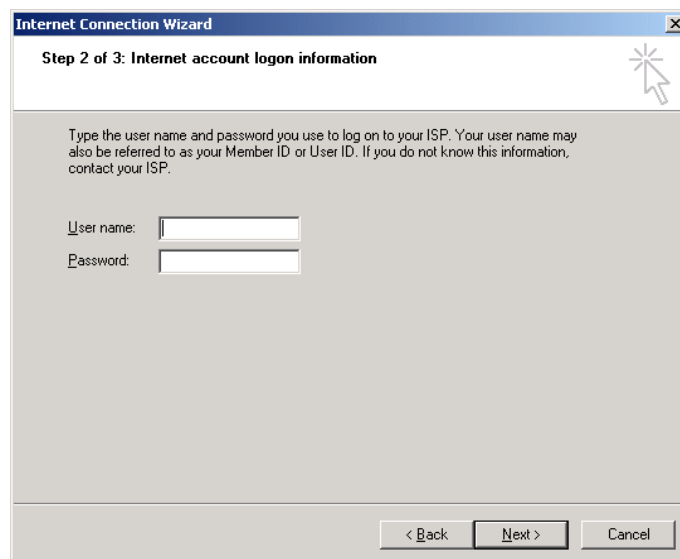 Internet Connection Wizard
Step 2 of 3: Internet account logon information
Type the user name and password you use to log on to your ISP. Your user name may
also be referred to as your Member ID or User ID. If you do not know this information,
contact your ISP.
User name:
Password:
< Back Next > Cancel